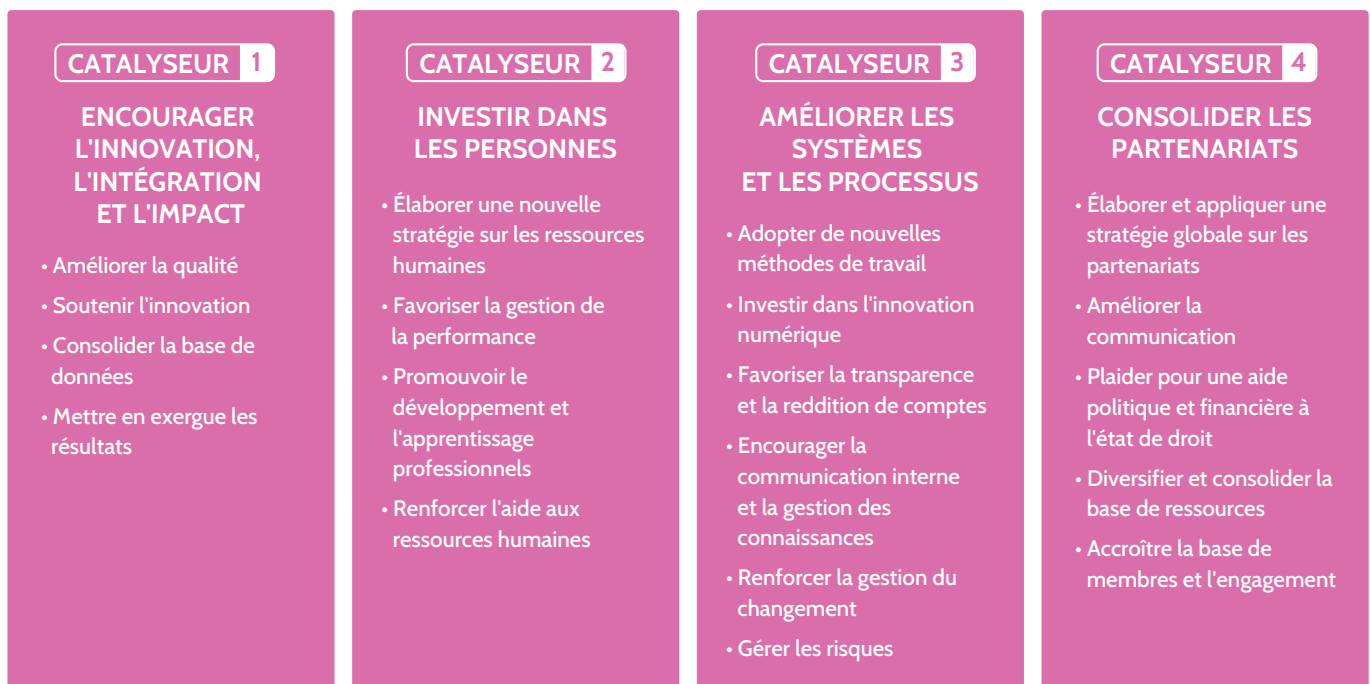 CATALYSEUR 1
ENCOURAGER
L'INNOVATION,
L'INTÉGRATION
ET L'IMPACT
• Améliorer la qualité
• Soutenir l'innovation
• Consolider la base de
données
• Mettre en exergue les
résultats
CATALYSEUR 2
INVESTIR DANS
LES PERSONNES
• Élaborer une nouvelle
stratégie sur les ressources
humaines
• Favoriser la gestion de
la performance
• Promouvoir le
développement et
l'apprentissage
professionnels
• Renforcer l'aide aux
ressources humaines
CATALYSEUR 3
AMÉLIORER LES
SYSTÈMES
ET LES PROCESSUS
• Adopter de nouvelles
méthodes de travail
• Investir dans l'innovation
numérique
• Favoriser la transparence
et la reddition de comptes
• Encourager la
communication interne
et la gestion des
connaissances
• Renforcer la gestion du
changement
• Gérer les risques
CATALYSEUR 4
CONSOLIDER LES
PARTENARIATS
• Élaborer et appliquer une
stratégie globale sur les
partenariats
• Améliorer la
communication
• Plaider pour une aide
politique et financière à
l'état de droit
• Diversifier et consolider la
base de ressources
• Accroître la base de
membres et l'engagement